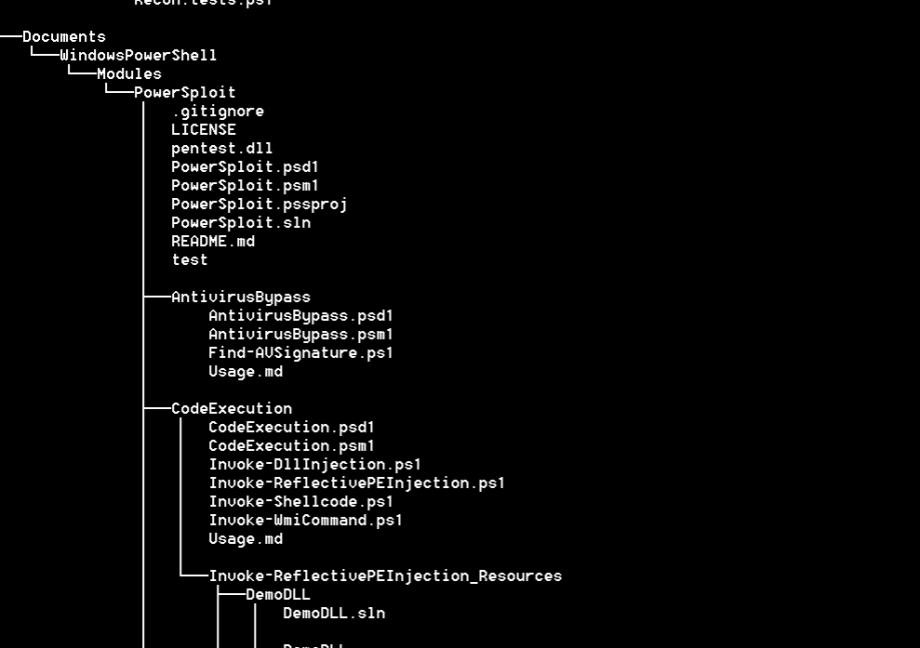 Recon.tests.ps1
Documents
WindowsPowerShell
Modules
PowerSploit
.gitignore
LICENSE
pentest.dll
PowerSploit.psd1
PowerSploit.psm1
PowerSploit.pssproj
PowerSploit.sln
README.md
test
AntivirusBypass
AntivirusBypass.psd1
AntivirusBypass.psm1
Find-AVSignature.ps1
Usage.md
CodeExecution
CodeExecution.psd1
CodeExecution.psm1
Invoke-DllInjection.ps1
Invoke-ReflectivePEInjection.ps1
Invoke-Shellcode.ps1
Invoke-WmiCommand.ps1
Usage.md
Invoke-ReflectivePEInjection_Resources
DemoDLL
DemoDLL.sln
DemoDLL